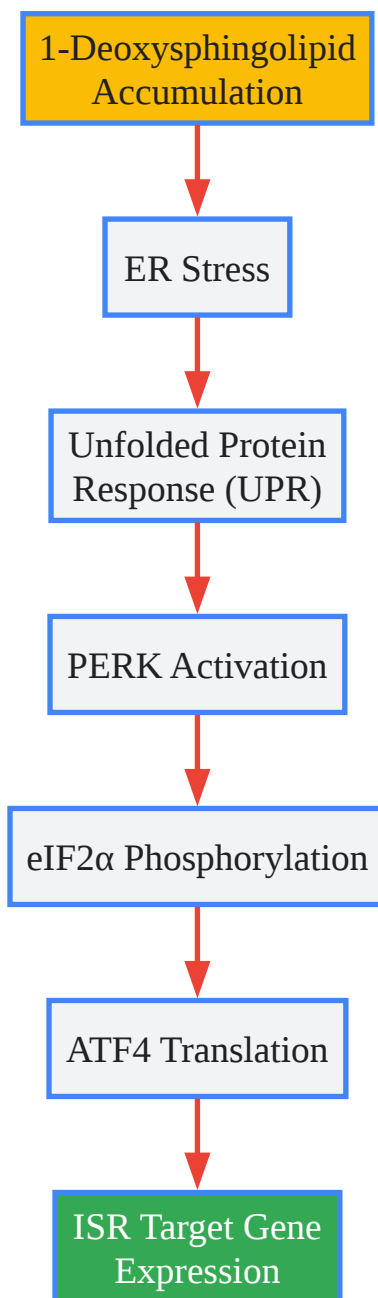 1-Deoxysphingolipid
Accumulation
ER Stress
Unfolded Protein
Response (UPR)
PERK Activation
eIF2α Phosphorylation
ATF4 Translation
ISR Target Gene
Expression